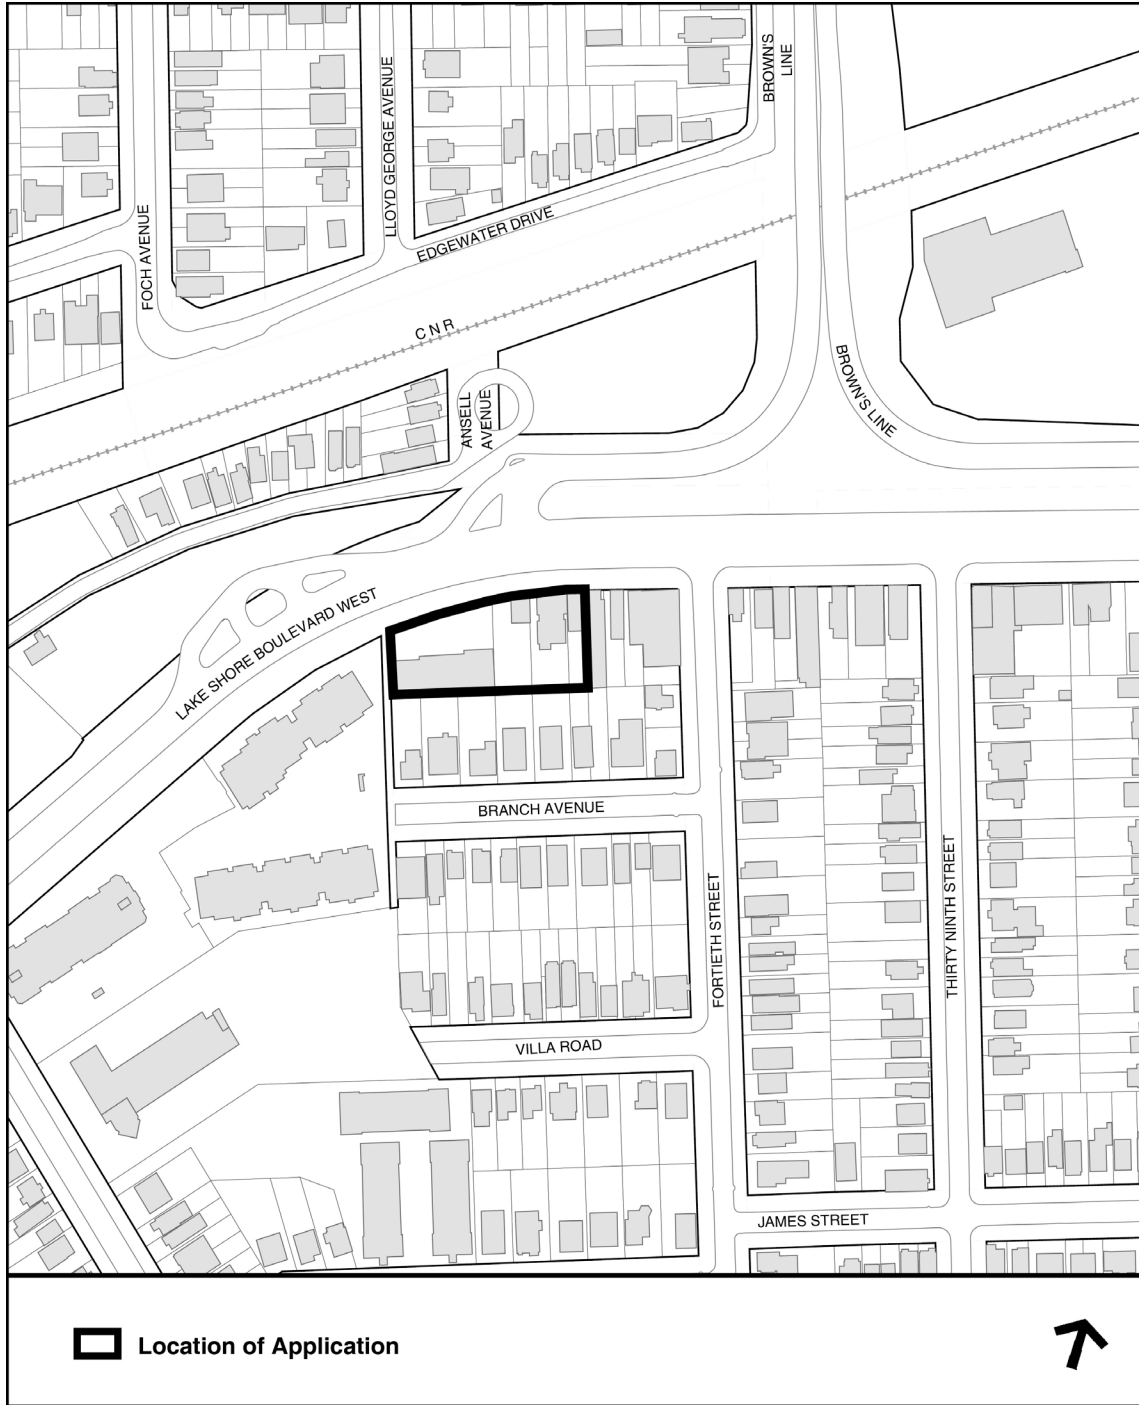 BROWN'S
LINE
LLOYD GEORGE AVENUE
FOCH AVENUE
EDGEWATER DRIVE
C N R
BROWN'S LINE
ANSELL
AVENUE
LAKE SHORE BOULEVARD WEST
BRANCH AVENUE
FORTIETH STREET
THIRTY NINTH STREET
VILLA ROAD
JAMES STREET
Location of Application